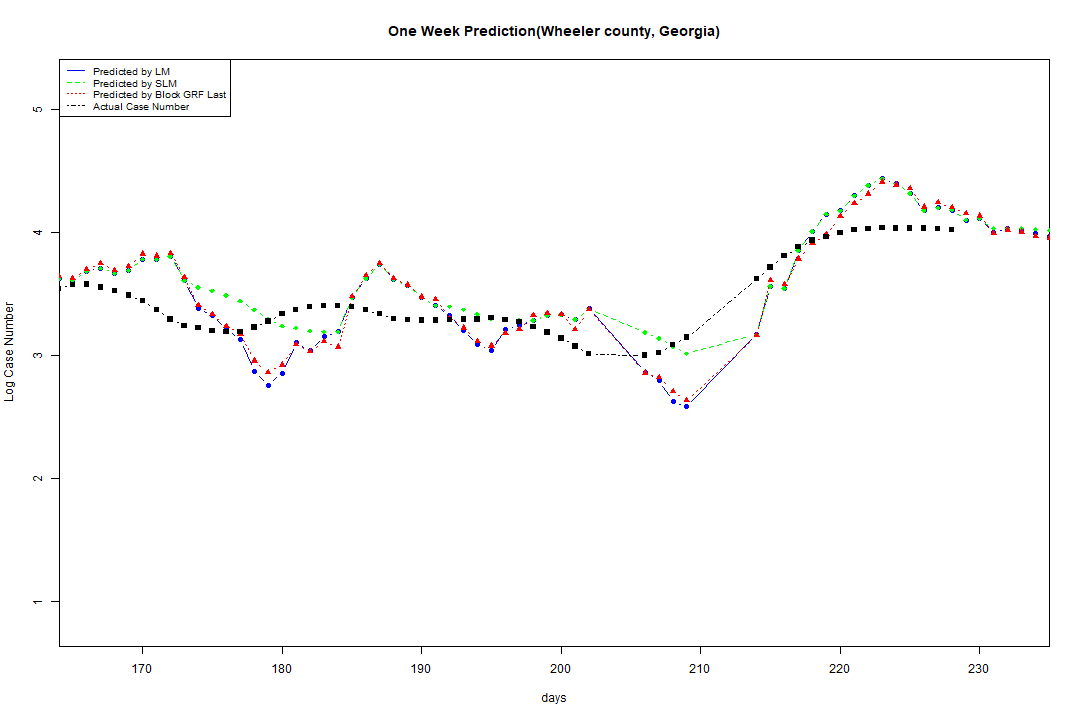 One Week Prediction(Wheeler county, Georgia)
Predicted by LM
Predicted by SLM
Predicted by Block GRF Last
Actual Case Number
5
4
3
2
1
Log Case Number
170 180 190 200 210 220 230
days